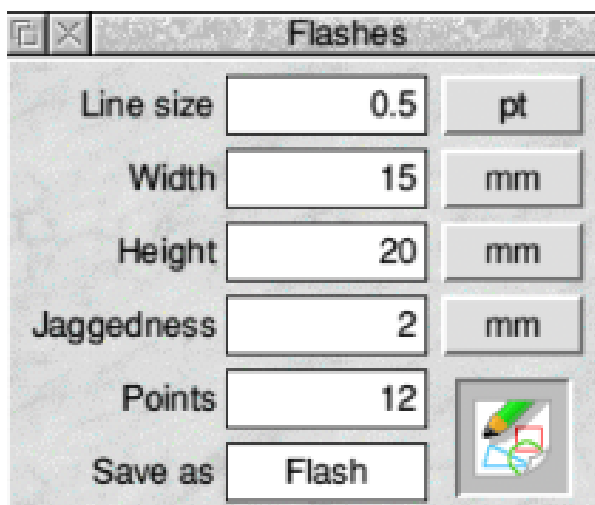 Flashes
Line size 0.5 pt
Width 15 mm
Height 20 mm
Jaggedness 2 mm
Points 12
Save as Flash